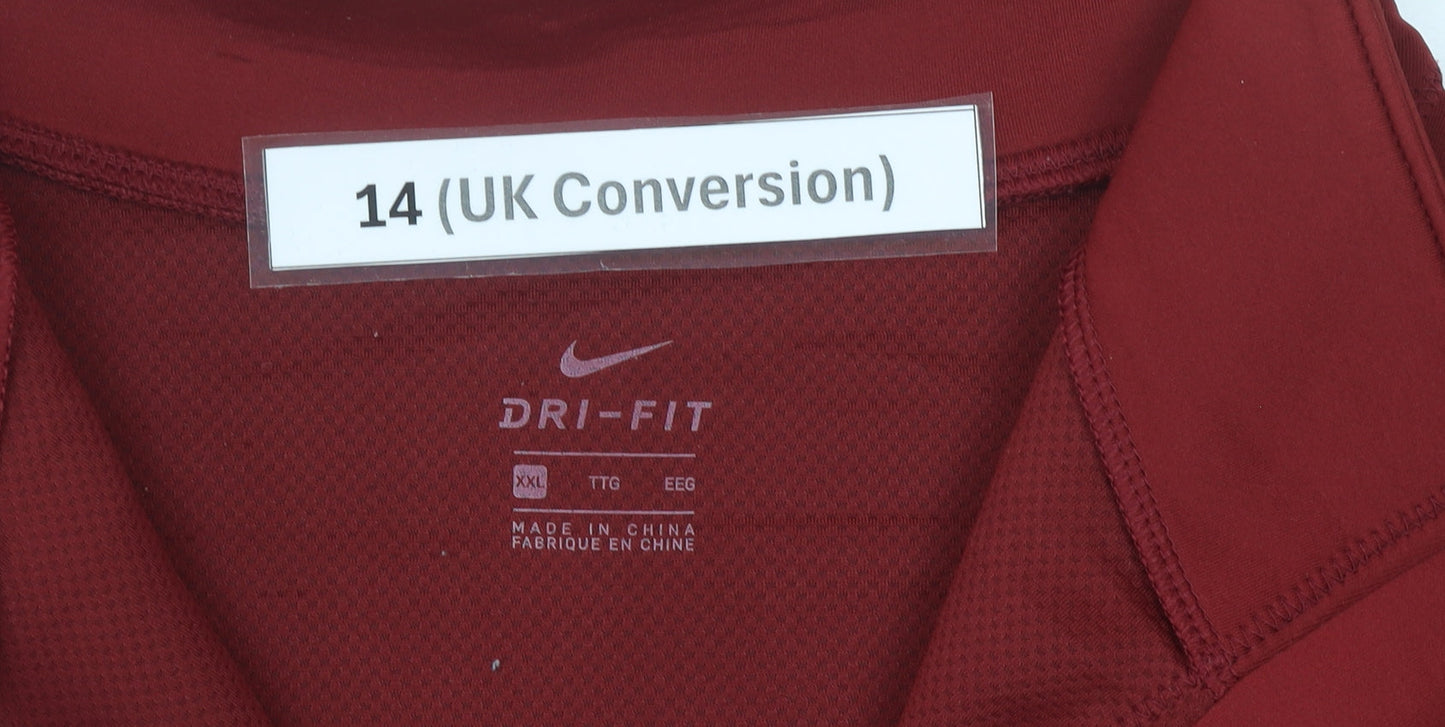 14 (UK Conversion)
DRI-FIT
XXL TTG EEG
MADE IN CHINA
FABRIQUE EN CHINE